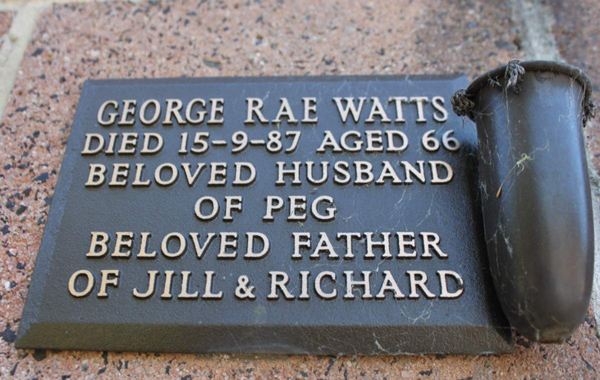 GEORGE RAE WATTS
DIED 15-9-87 AGED 66
BELOVED HUSBAND
OF PEG
BELOVED FATHER
OF JILL & RICHARD